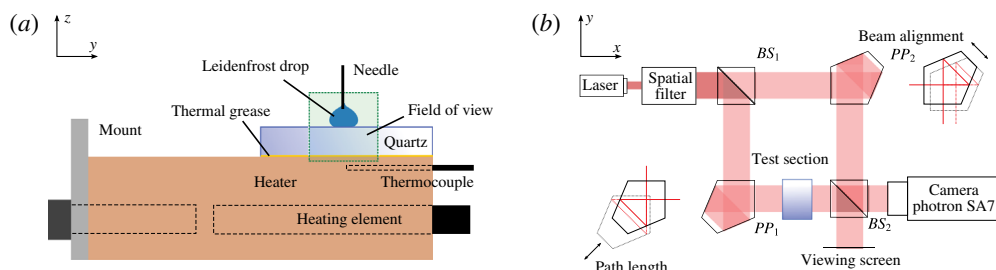 (a)
z
y
Leidenfrost drop
Needle
Thermal grease
Field of view
Mount
Quartz
Heater
Thermocouple
Heating element
(b)
y
x
BS1
Beam alignment
PP2
Laser
Spatial
filter
Test section
Camera
photron SA7
PP1
BS2
Path length
Viewing screen